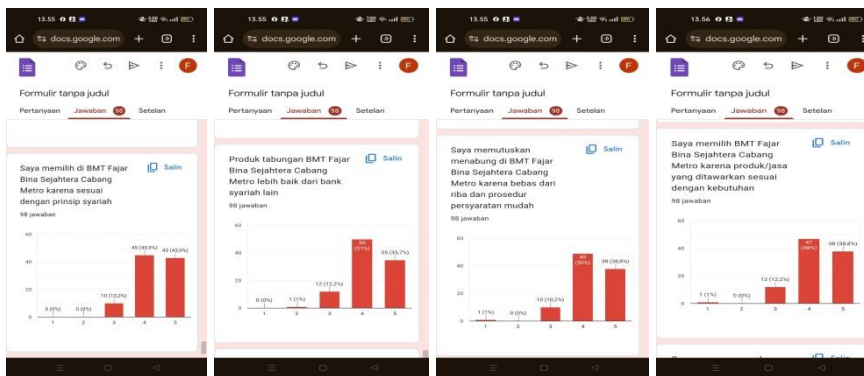 13.55
docs.google.com
F
Formulir tanpa judul
Pertanyaan Jawaban 98 Setelan
Saya memilih di BMT Fajar
Bina Sejahtera Cabang
Metro karena sesuai
dengan prinsip syariah
Salin
98 jawaban
60
40
20
0
0 (0%)
0 (0%)
10 (10,2%)
45 (45,9%)
43 (43,9%)
1 2 3 4 5
13.55
docs.google.com
F
Formulir tanpa judul
Pertanyaan Jawaban 98 Setelan
Produk tabungan BMT Fajar
Bina Sejahtera Cabang
Metro lebih baik dari bank
syariah lain
Salin
98 jawaban
60
40
20
0
0 (0%)
1 (1%)
12 (12,2%)
50
(51%)
35 (35,7%)
1 2 3 4 5
13.55
docs.google.com
F
Formulir tanpa judul
Pertanyaan Jawaban 98 Setelan
Saya memutuskan
menabung di BMT Fajar
Bina Sejahtera Cabang
Metro karena bebas dari
riba dan prosedur
persyaratan mudah
Salin
98 jawaban
60
40
20
0
1 (1%)
0 (0%)
10 (10,2%)
49
(50%)
38 (38,8%)
1 2 3 4 5
13.56
docs.google.com
F
Formulir tanpa judul
Pertanyaan Jawaban 98 Setelan
Saya memilih BMT Fajar
Bina Sejahtera Cabang
Metro karena produk/jasa
yang ditawarkan sesuai
dengan kebutuhan
Salin
98 jawaban
60
40
20
0
1 (1%)
0 (0%)
12 (12,2%)
47
(48%)
38 (38,8%)
1 2 3 4 5